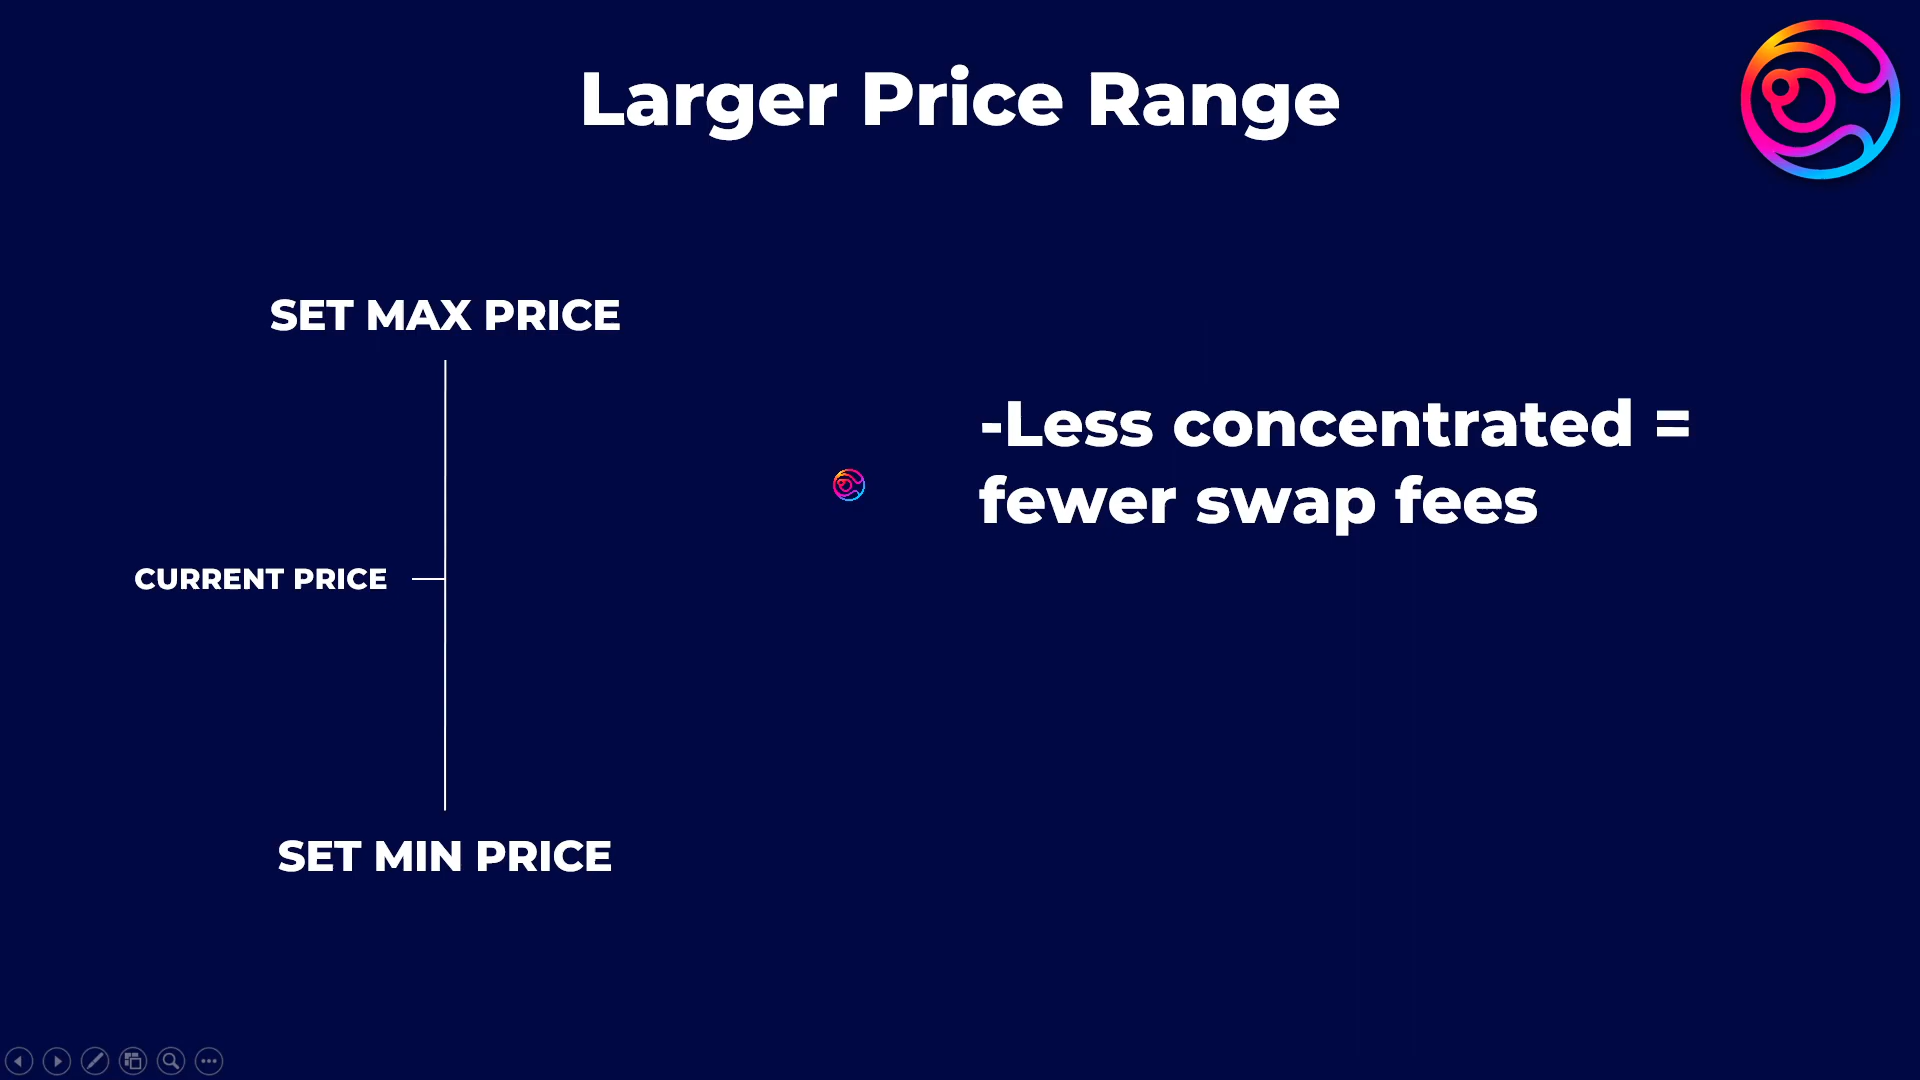 Larger Price Range
SET MAX PRICE
CURRENT PRICE
SET MIN PRICE
-Less concentrated =
fewer swap fees